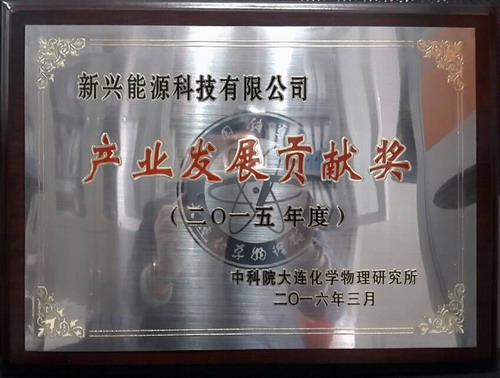 新兴能源科技有限公司
产业发展贡献奖
（二〇一五年度）
中科院大连化学物理研究所
二〇一六年三月